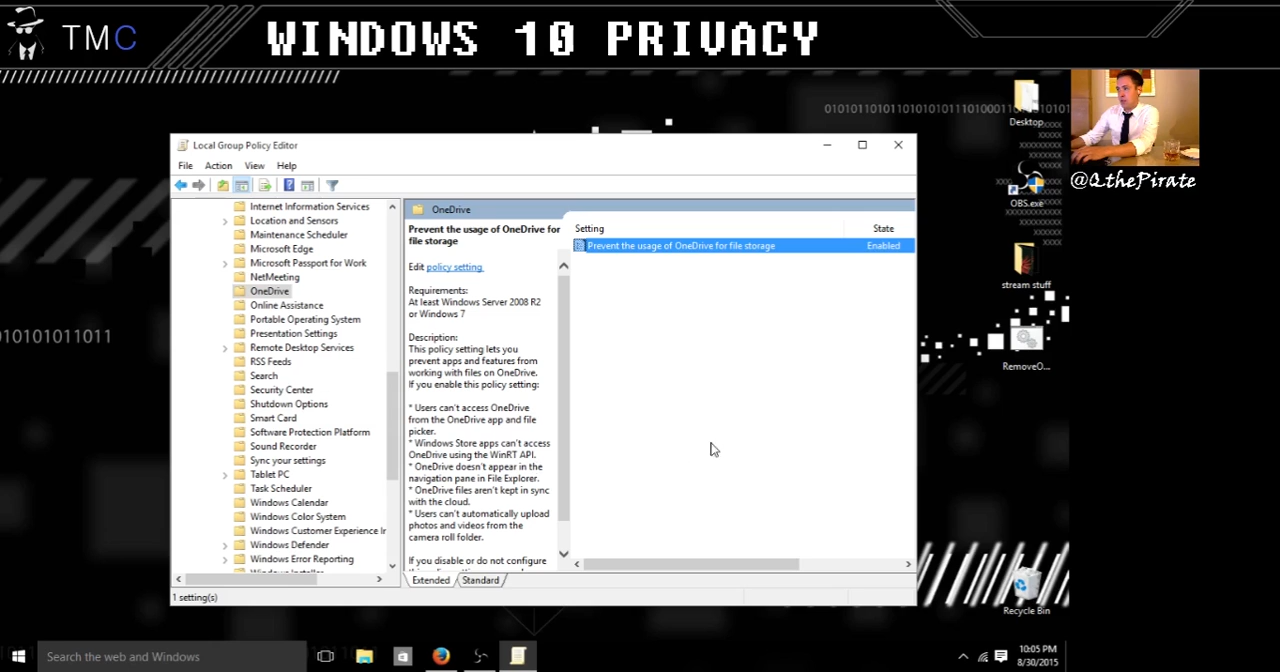 TMC
WINDOWS 10 PRIVACY
Desktop
OBS.exe
@QthePirate
stream stuff
RemoveO...
Recycle Bin
Local Group Policy Editor
File Action View Help
Internet Information Services
Location and Sensors
Maintenance Scheduler
Microsoft Edge
Microsoft Passport for Work
NetMeeting
OneDrive
Online Assistance
Portable Operating System
Presentation Settings
Remote Desktop Services
RSS Feeds
Search
Security Center
Shutdown Options
Smart Card
Software Protection Platform
Sound Recorder
Sync your settings
Tablet PC
Task Scheduler
Windows Calendar
Windows Color System
Windows Customer Experience Ir
Windows Defender
Windows Error Reporting
OneDrive
Prevent the usage of OneDrive for
file storage
Edit policy setting
Requirements:
At least Windows Server 2008 R2
or Windows 7
Description:
This policy setting lets you
prevent apps and features from
working with files on OneDrive.
If you enable this policy setting:
* Users can't access OneDrive
from the OneDrive app and file
picker.
* Windows Store apps can't access
OneDrive using the WinRT API.
* OneDrive doesn't appear in the
navigation pane in File Explorer.
* OneDrive files aren't kept in sync
with the cloud.
* Users can't automatically upload
photos and videos from the
camera roll folder.
If you disable or do not configure
Setting State
Prevent the usage of OneDrive for file storage Enabled
Extended Standard
1 setting(s)
Search the web and Windows
10:05 PM
8/30/2015